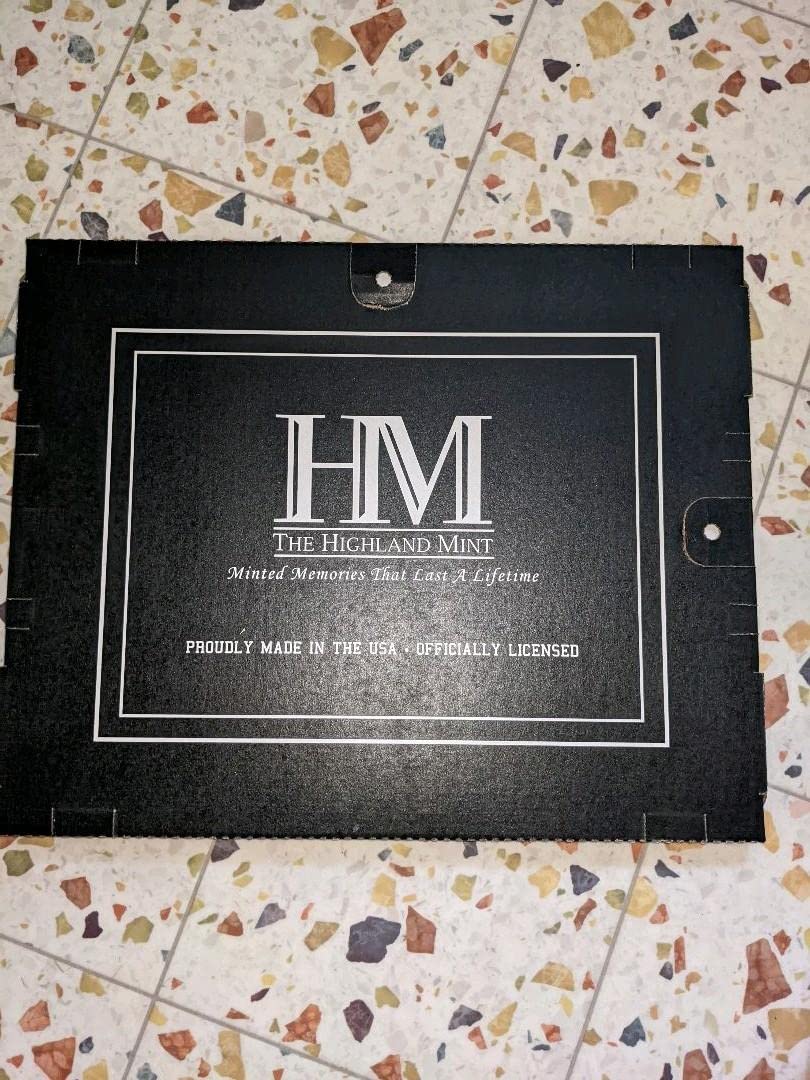 HM
THE HIGHLAND MINT
Minted Memories That Last A Lifetime
PROUDLY MADE IN THE USA • OFFICIALLY LICENSED